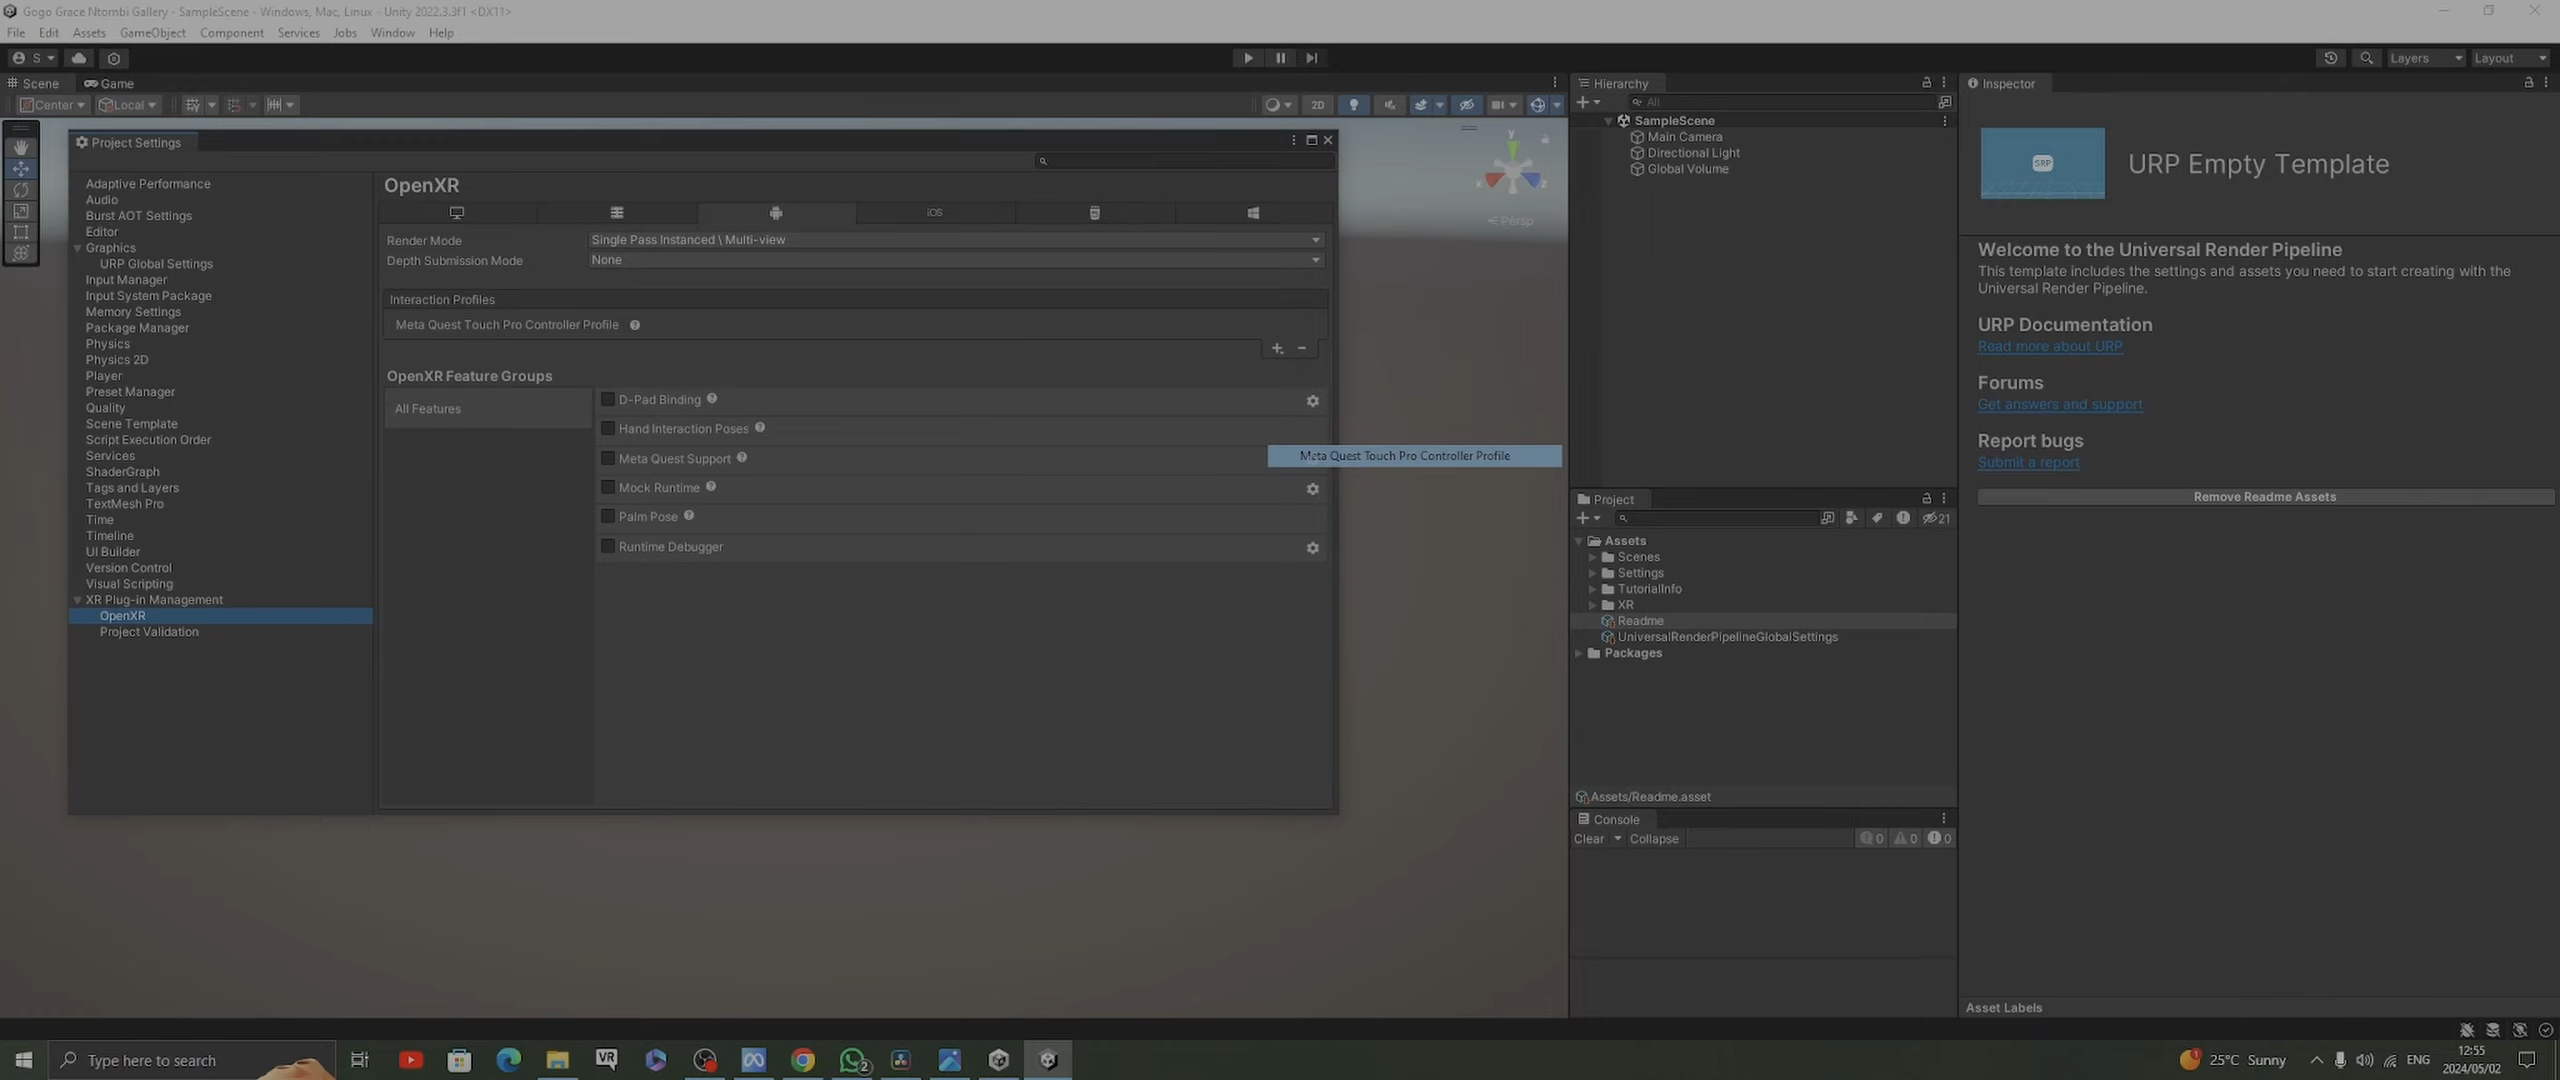 Gogo Grace Ntombi Gallery - SampleScene - Windows, Mac, Linux - Unity 2022.3.3f1 <DX11>
File Edit Assets GameObject Component Services Jobs Window Help
S
Layers Layout
Scene Game
Center Local
2D
Project Settings
Adaptive Performance
Audio
Burst AOT Settings
Editor
Graphics
URP Global Settings
Input Manager
Input System Package
Memory Settings
Package Manager
Physics
Physics 2D
Player
Preset Manager
Quality
Scene Template
Script Execution Order
Services
ShaderGraph
Tags and Layers
TextMesh Pro
Time
Timeline
UI Builder
Version Control
Visual Scripting
XR Plug-in Management
OpenXR
Project Validation
OpenXR
iOS
Render Mode Single Pass Instanced \ Multi-view
Depth Submission Mode None
Interaction Profiles
Meta Quest Touch Pro Controller Profile
OpenXR Feature Groups
All Features
D-Pad Binding
Hand Interaction Poses
Meta Quest Support
Mock Runtime
Palm Pose
Runtime Debugger
Meta Quest Touch Pro Controller Profile
y
x z
Persp
Hierarchy
All
SampleScene
Main Camera
Directional Light
Global Volume
Project
21
Assets
Scenes
Settings
TutorialInfo
XR
Readme
UniversalRenderPipelineGlobalSettings
Packages
Assets/Readme.asset
Console
Clear Collapse 0 0 0
Inspector
SRP
URP Empty Template
Welcome to the Universal Render Pipeline
This template includes the settings and assets you need to start creating with the
Universal Render Pipeline.
URP Documentation
Read more about URP
Forums
Get answers and support
Report bugs
Submit a report
Remove Readme Assets
Asset Labels
Type here to search
VR
2
1
25°C Sunny
ENG
12:55
2024/05/02